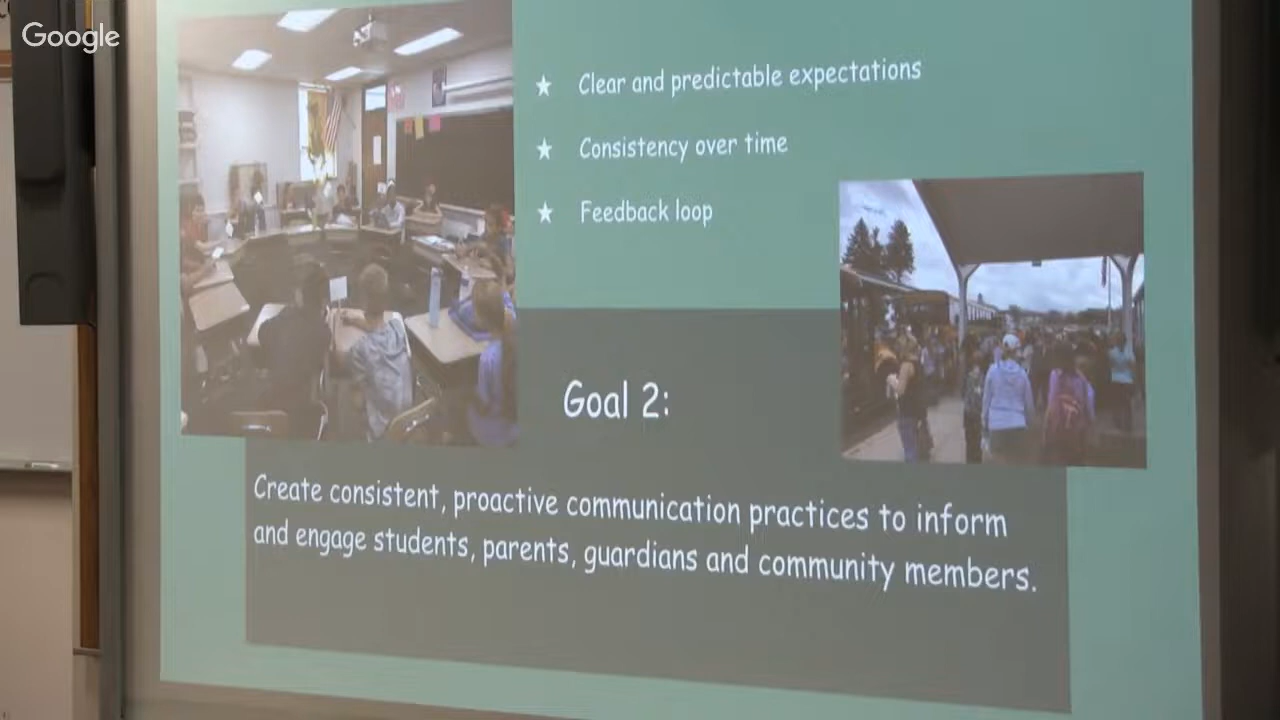 Google
Clear and predictable expectations
Consistency over time
Feedback loop
Goal 2:
Create consistent, proactive communication practices to inform
and engage students, parents, guardians and community members.